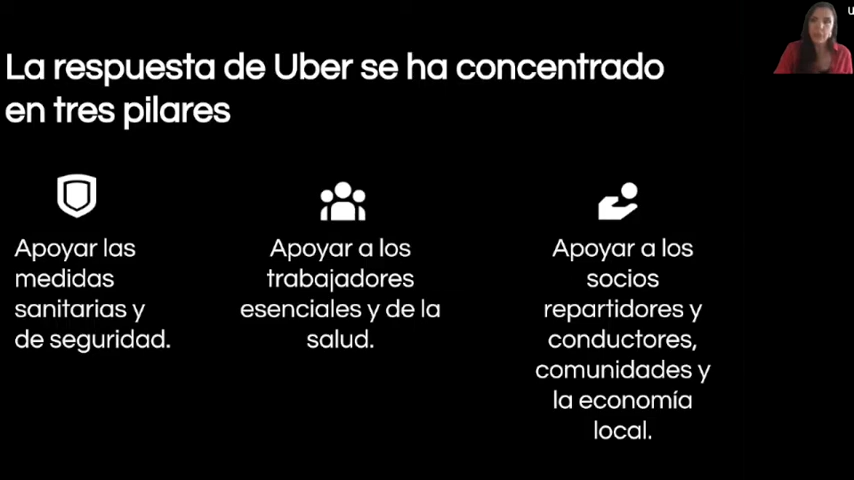 La respuesta de Uber se ha concentrado
en tres pilares
Apoyar las
medidas
sanitarias y
de seguridad.
Apoyar a los
trabajadores
esenciales y de la
salud.
Apoyar a los
socios
repartidores y
conductores,
comunidades y
la economía
local.